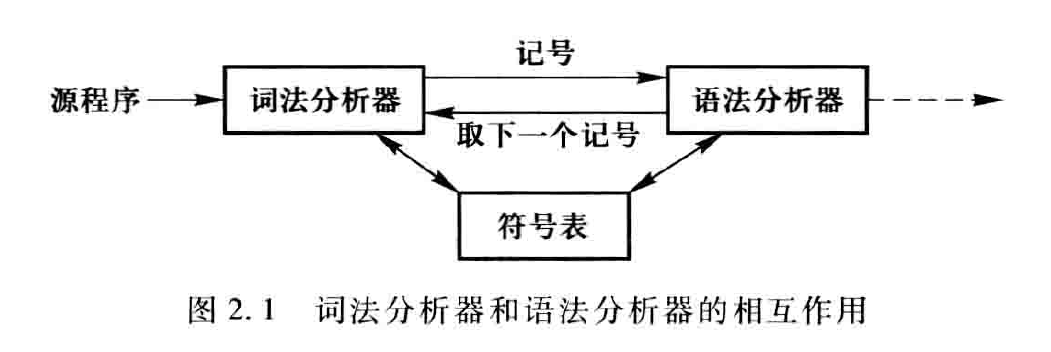 记号
源程序
词法分析器
语法分析器
取下一个记号
符号表
图 2.1 词法分析器和语法分析器的相互作用